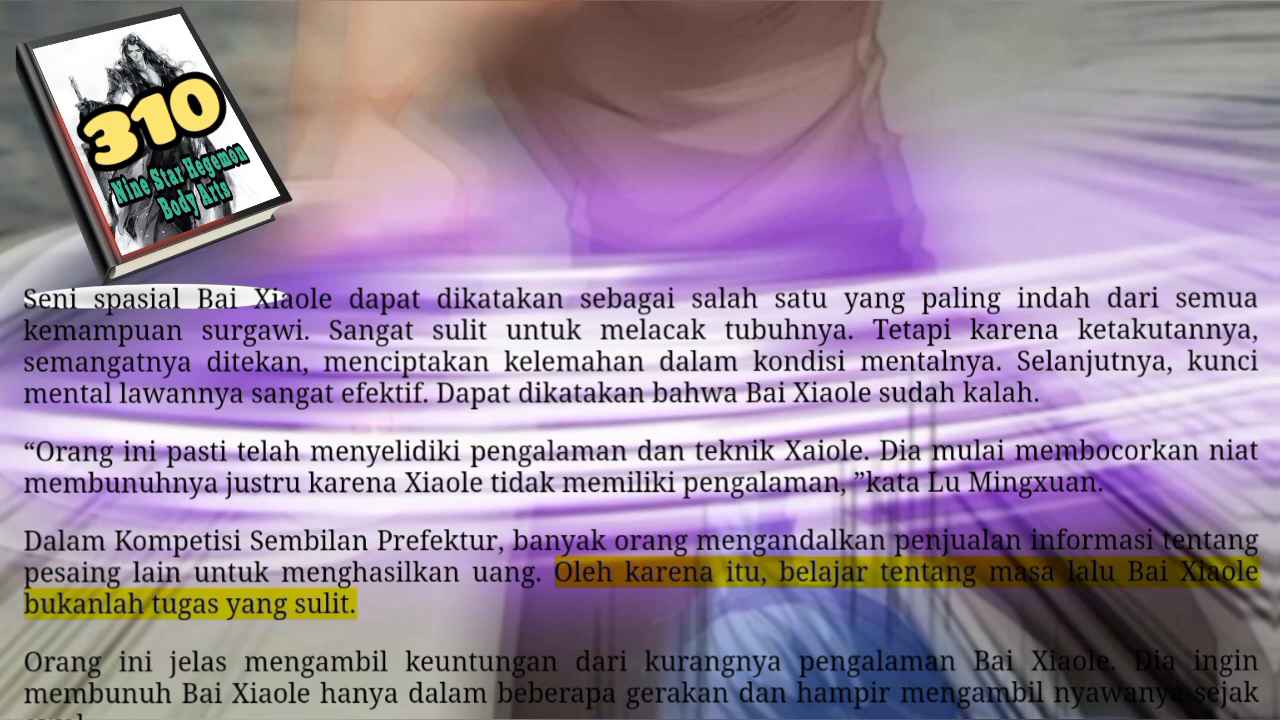 310
Nine Star Hegemon
Body Arts
Seni spasial Bai Xiaole dapat dikatakan sebagai salah satu yang paling indah dari semua
kemampuan surgawi. Sangat sulit untuk melacak tubuhnya. Tetapi karena ketakutannya,
semangatnya ditekan, menciptakan kelemahan dalam kondisi mentalnya. Selanjutnya, kunci
mental lawannya sangat efektif. Dapat dikatakan bahwa Bai Xiaole sudah kalah.
“Orang ini pasti telah menyelidiki pengalaman dan teknik Xaiole. Dia mulai membocorkan niat
membunuhnya justru karena Xiaole tidak memiliki pengalaman, ”kata Lu Mingxuan.
Dalam Kompetisi Sembilan Prefektur, banyak orang mengandalkan penjualan informasi tentang
pesaing lain untuk menghasilkan uang. Oleh karena itu, belajar tentang masa lalu Bai Xiaole
bukanlah tugas yang sulit.
Orang ini jelas mengambil keuntungan dari kurangnya pengalaman Bai Xiaole. Dia ingin
membunuh Bai Xiaole hanya dalam beberapa gerakan dan hampir mengambil nyawanya sejak